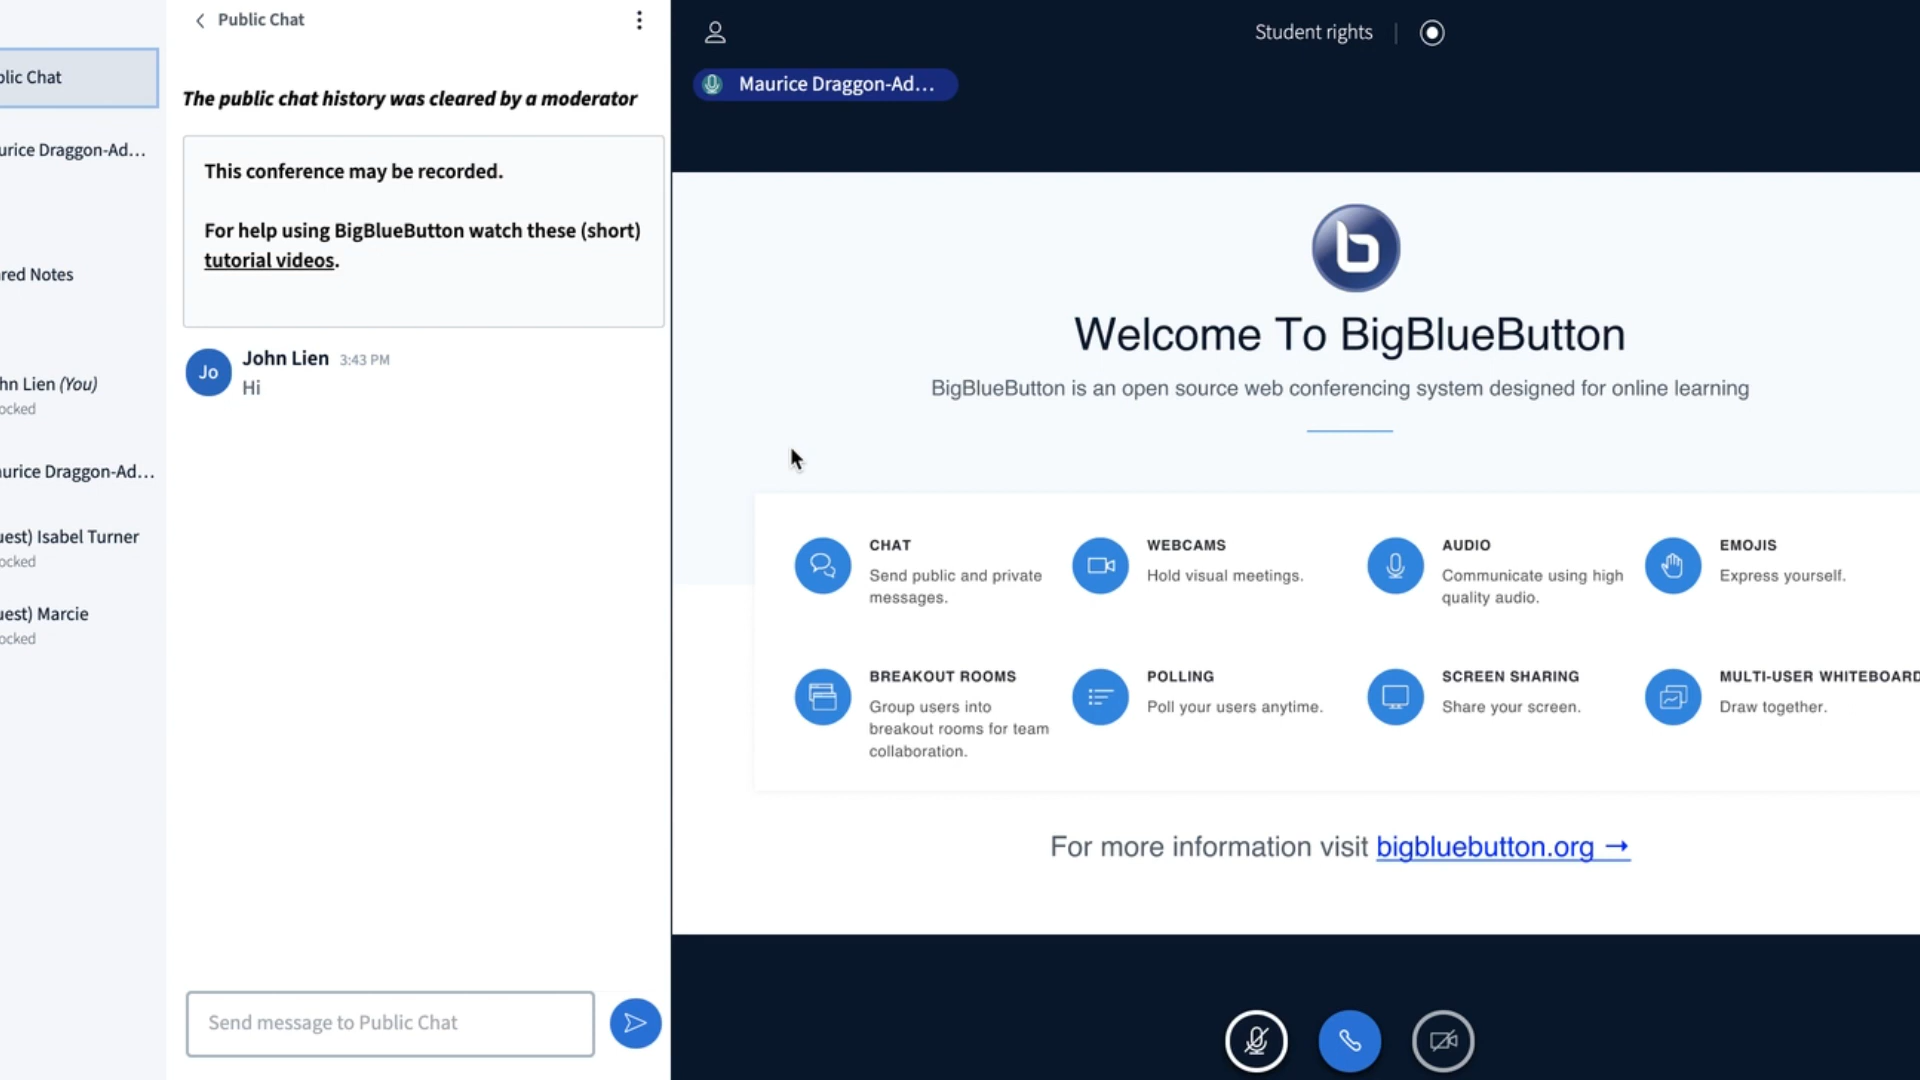 Public Chat
blic Chat
urice Draggon-Ad...
red Notes
hn Lien (You)
ocked
urice Draggon-Ad...
uest) Isabel Turner
ocked
uest) Marcie
ocked
The public chat history was cleared by a moderator
This conference may be recorded.
For help using BigBlueButton watch these (short)
tutorial videos.
Jo
John Lien 3:43 PM
Hi
Send message to Public Chat
Student rights
Maurice Draggon-Ad...
Welcome To BigBlueButton
BigBlueButton is an open source web conferencing system designed for online learning
CHAT
Send public and private
messages.
WEBCAMS
Hold visual meetings.
AUDIO
Communicate using high
quality audio.
EMOJIS
Express yourself.
BREAKOUT ROOMS
Group users into
breakout rooms for team
collaboration.
POLLING
Poll your users anytime.
SCREEN SHARING
Share your screen.
MULTI-USER WHITEBOARD
Draw together.
For more information visit bigbluebutton.org →